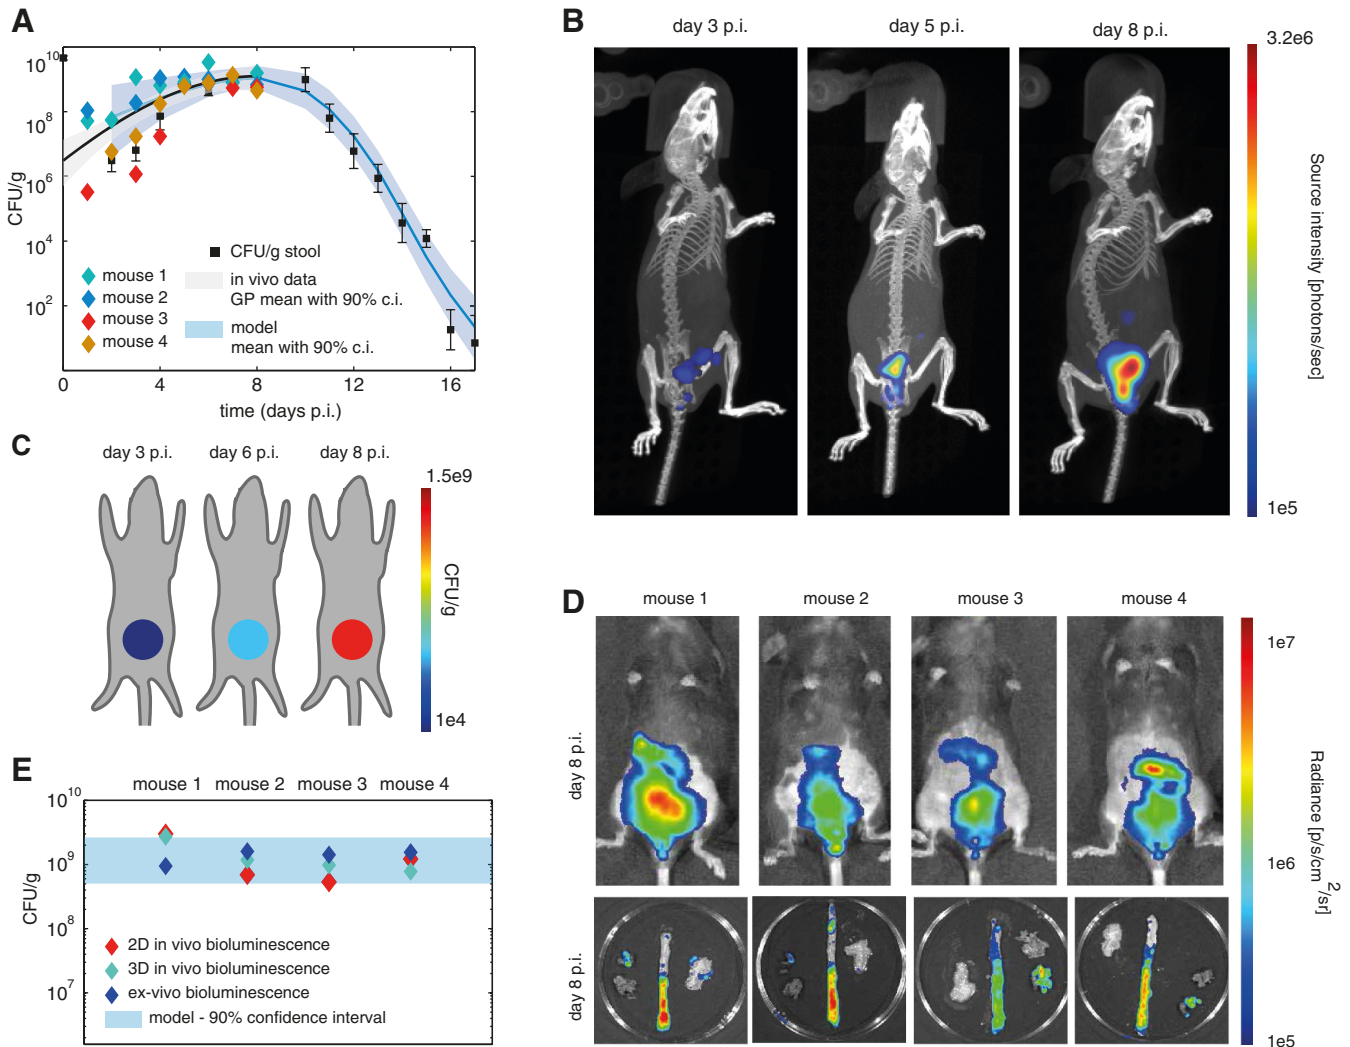 A
10^10
10^8
10^6
10^4
10^2
CFU/g
0
4
8
12
16
time (days p.i.)
CFU/g stool
in vivo data
GP mean with 90% c.i.
model
mean with 90% c.i.
mouse 1
mouse 2
mouse 3
mouse 4
B
day 3 p.i.
day 5 p.i.
day 8 p.i.
3.2e6
Source intensity [photons/sec]
1e5
C
day 3 p.i.
day 6 p.i.
day 8 p.i.
1.5e9
CFU/g
1e4
D
mouse 1
mouse 2
mouse 3
mouse 4
day 8 p.i.
day 8 p.i.
1e7
1e6
1e5
Radiance [p/s/cm^2/sr]
E
mouse 1
mouse 2
mouse 3
mouse 4
10^10
10^9
10^8
10^7
CFU/g
2D in vivo bioluminescence
3D in vivo bioluminescence
ex-vivo bioluminescence
model - 90% confidence interval